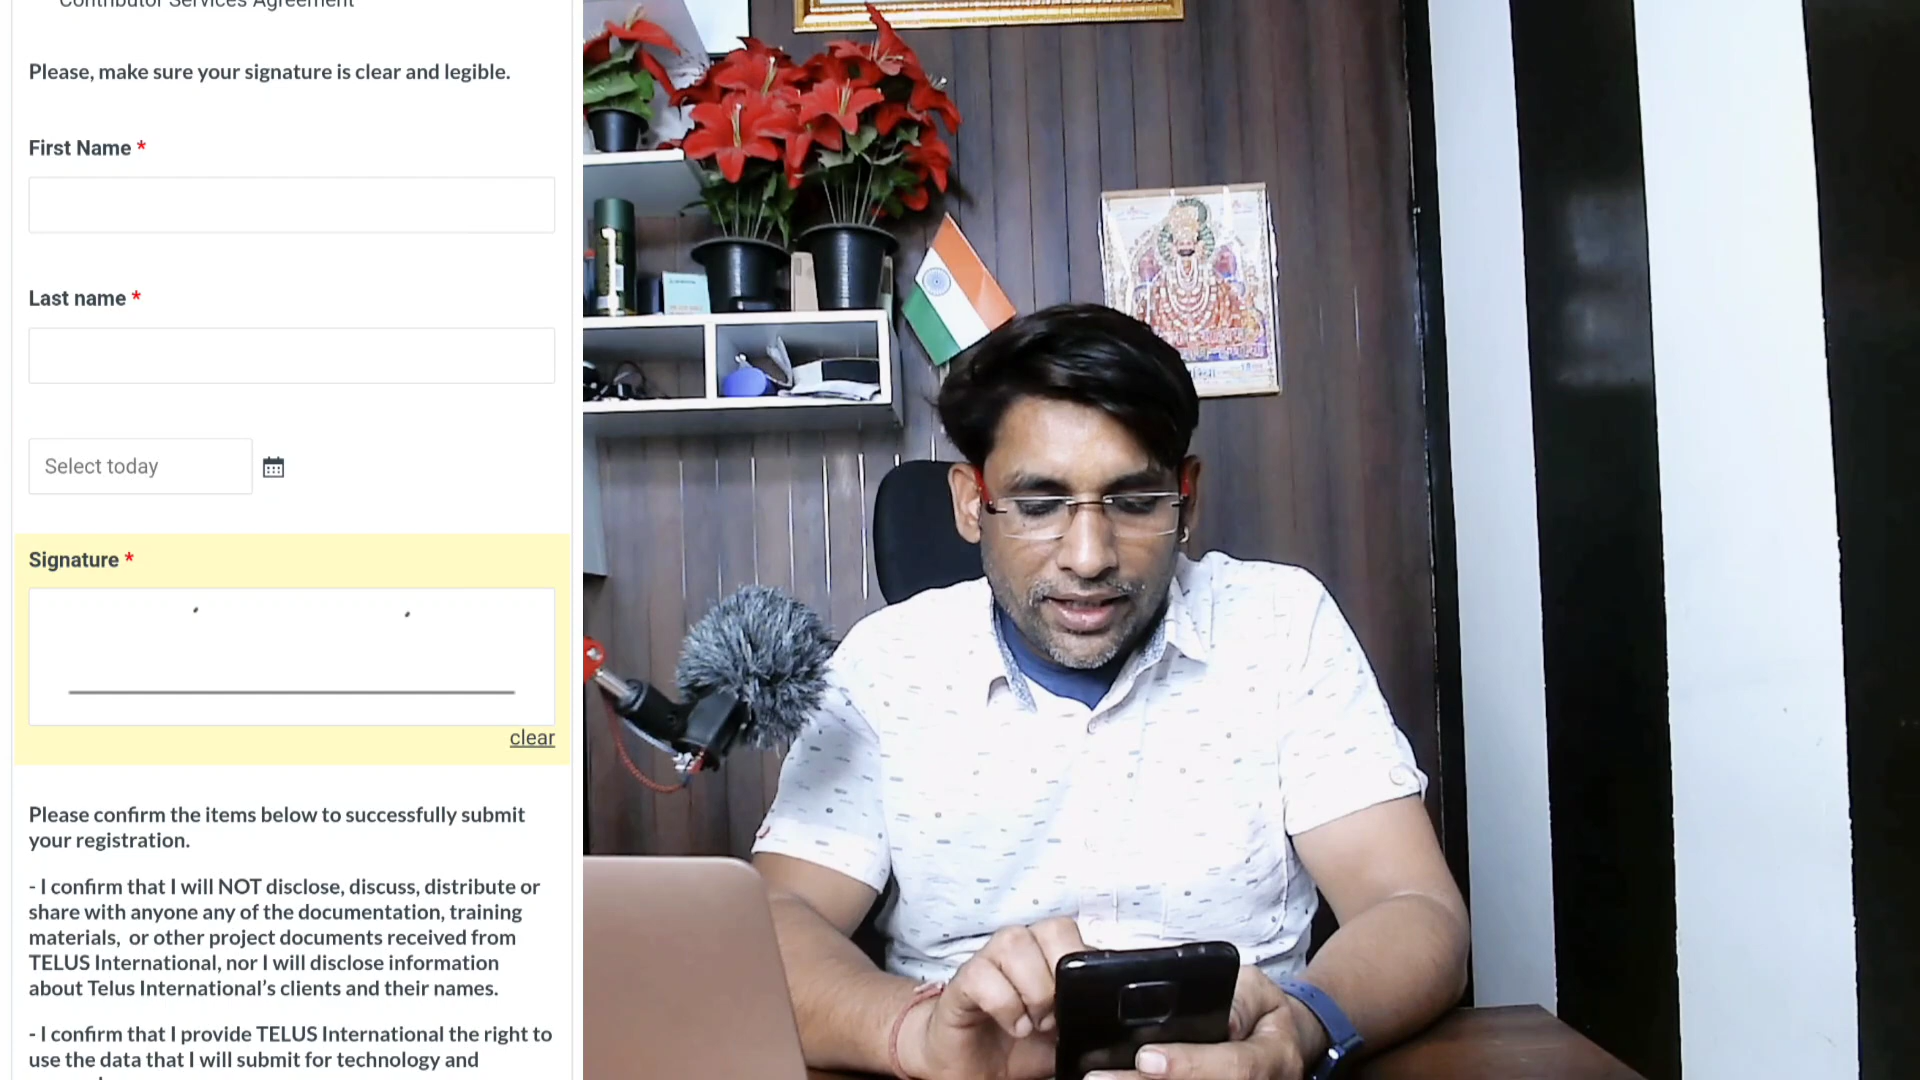 Contributor Services Agreement
Please, make sure your signature is clear and legible.
First Name *
Last name *
Select today
Signature *
clear
Please confirm the items below to successfully submit
your registration.
- I confirm that I will NOT disclose, discuss, distribute or
share with anyone any of the documentation, training
materials,  or other project documents received from
TELUS International, nor I will disclose information
about Telus International's clients and their names.
- I confirm that I provide TELUS International the right to
use the data that I will submit for technology and